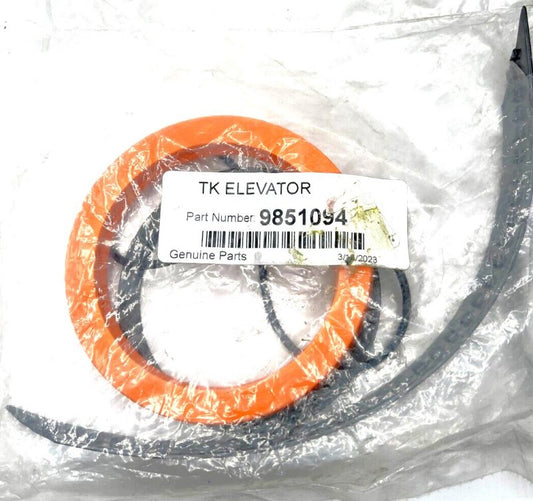 TK ELEVATOR
Part Number: 9851094
Genuine Parts